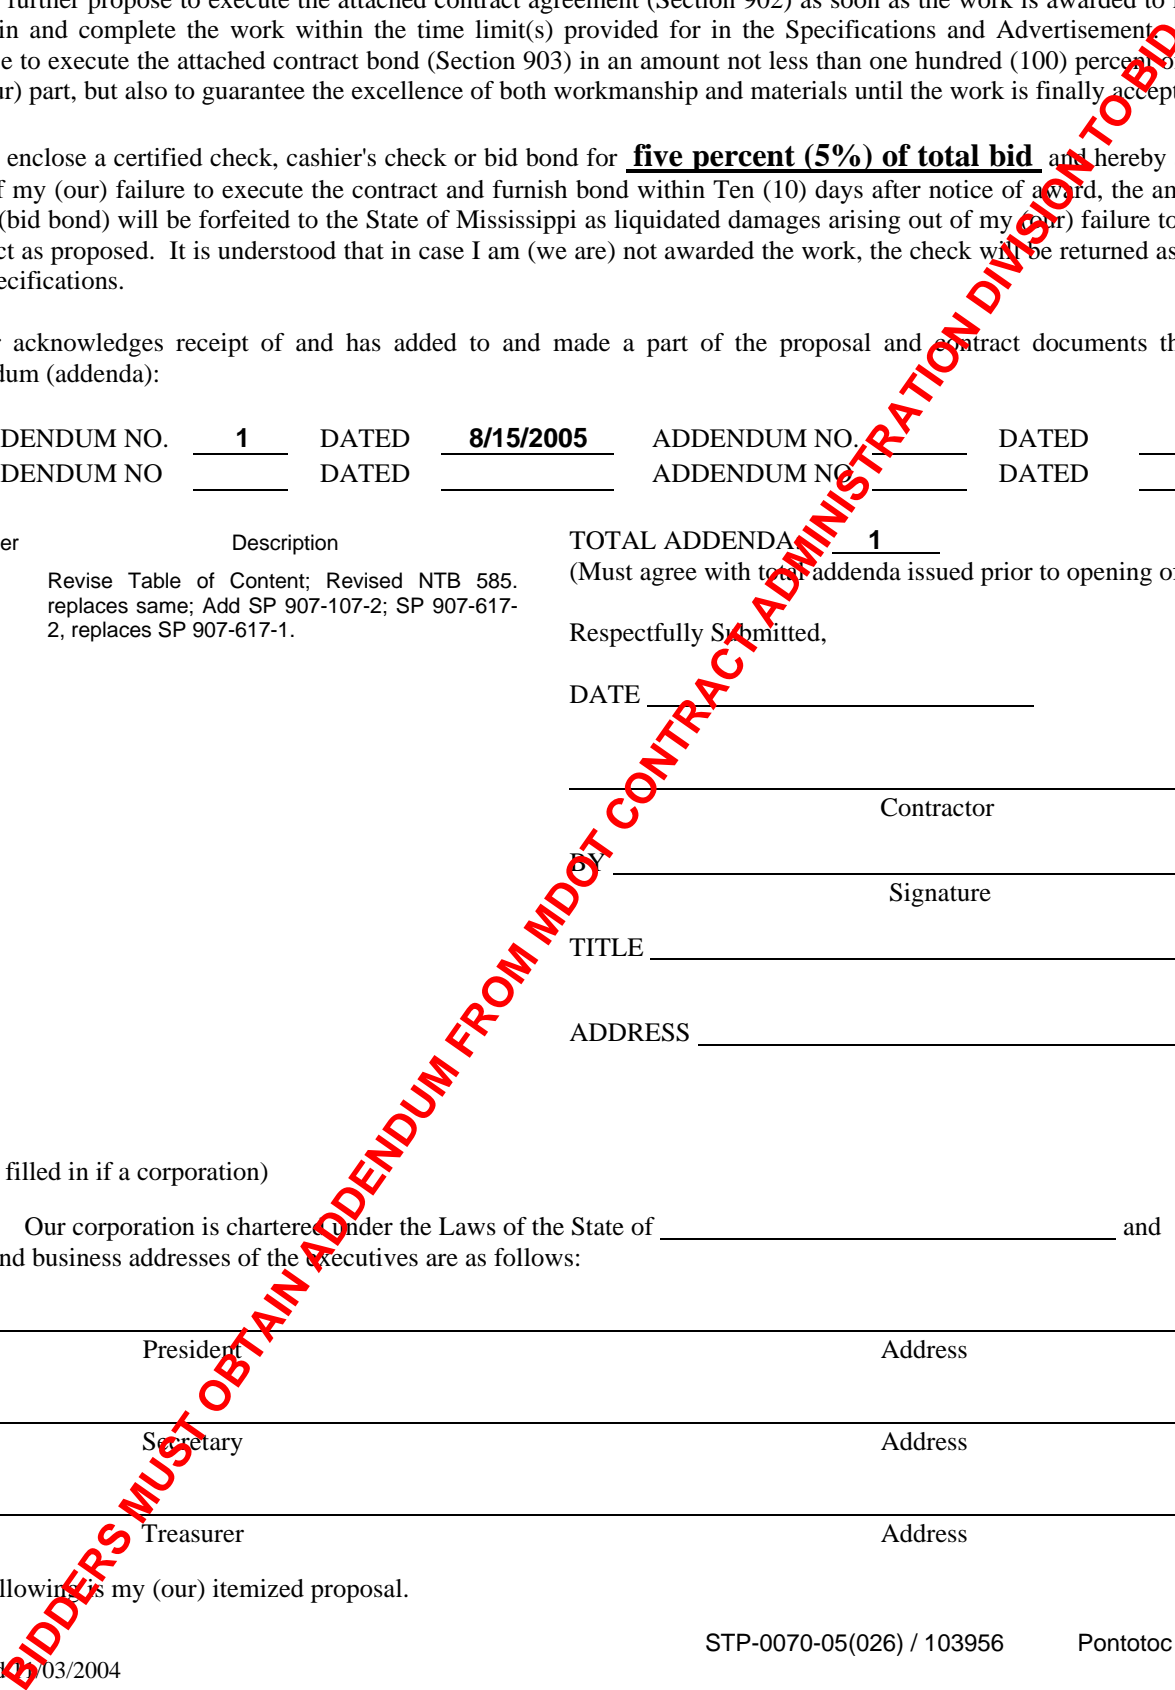 further propose to execute the attached contract agreement (Section 902) as soon as the work is awarded to
in and complete the work within the time limit(s) provided for in the Specifications and Advertisement.
e to execute the attached contract bond (Section 903) in an amount not less than one hundred (100) percent
ur) part, but also to guarantee the excellence of both workmanship and materials until the work is finally accept
enclose a certified check, cashier's check or bid bond for five percent (5%) of total bid and hereby
f my (our) failure to execute the contract and furnish bond within Ten (10) days after notice of award, the
(bid bond) will be forfeited to the State of Mississippi as liquidated damages arising out of my (our) failure to
ct as proposed. It is understood that in case I am (we are) not awarded the work, the check will be returned as
ecifications.
acknowledges receipt of and has added to and made a part of the proposal and contract documents th
dum (addenda):
DENDUM NO. 1 DATED 8/15/2005 ADDENDUM NO. DATED
DENDUM NO DATED ADDENDUM NO DATED
er Description
Revise Table of Content; Revised NTB 585.
replaces same; Add SP 907-107-2; SP 907-617-
2, replaces SP 907-617-1.
TOTAL ADDENDA: 1
(Must agree with total addenda issued prior to opening of
Respectfully Submitted,
DATE
Contractor
BY
Signature
TITLE
ADDRESS
filled in if a corporation)
Our corporation is chartered under the Laws of the State of and
nd business addresses of the executives are as follows:
President Address
Secretary Address
Treasurer Address
llowing is my (our) itemized proposal.
STP-0070-05(026) / 103956 Pontotoc
11/03/2004
BIDDERS MUST OBTAIN ADDENDUM FROM MDOT CONTRACT ADMINISTRATION DIVISION TO BID